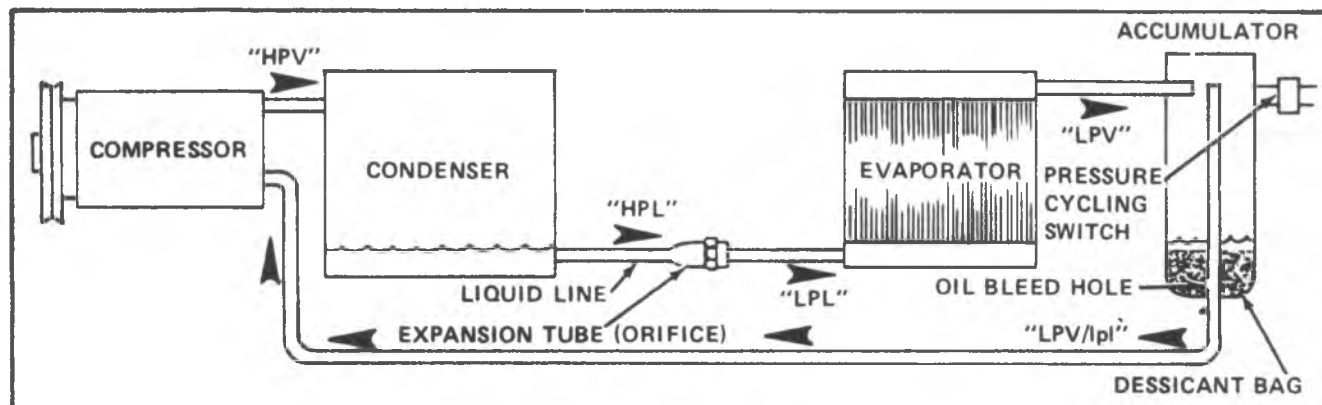 ACCUMULATOR
"HPV"
COMPRESSOR
CONDENSER
EVAPORATOR
"LPV"
PRESSURE
CYCLING
SWITCH
"HPL"
LIQUID LINE
"LPL"
OIL BLEED HOLE
EXPANSION TUBE (ORIFICE)
"LPV/lpl"
DESSICANT BAG